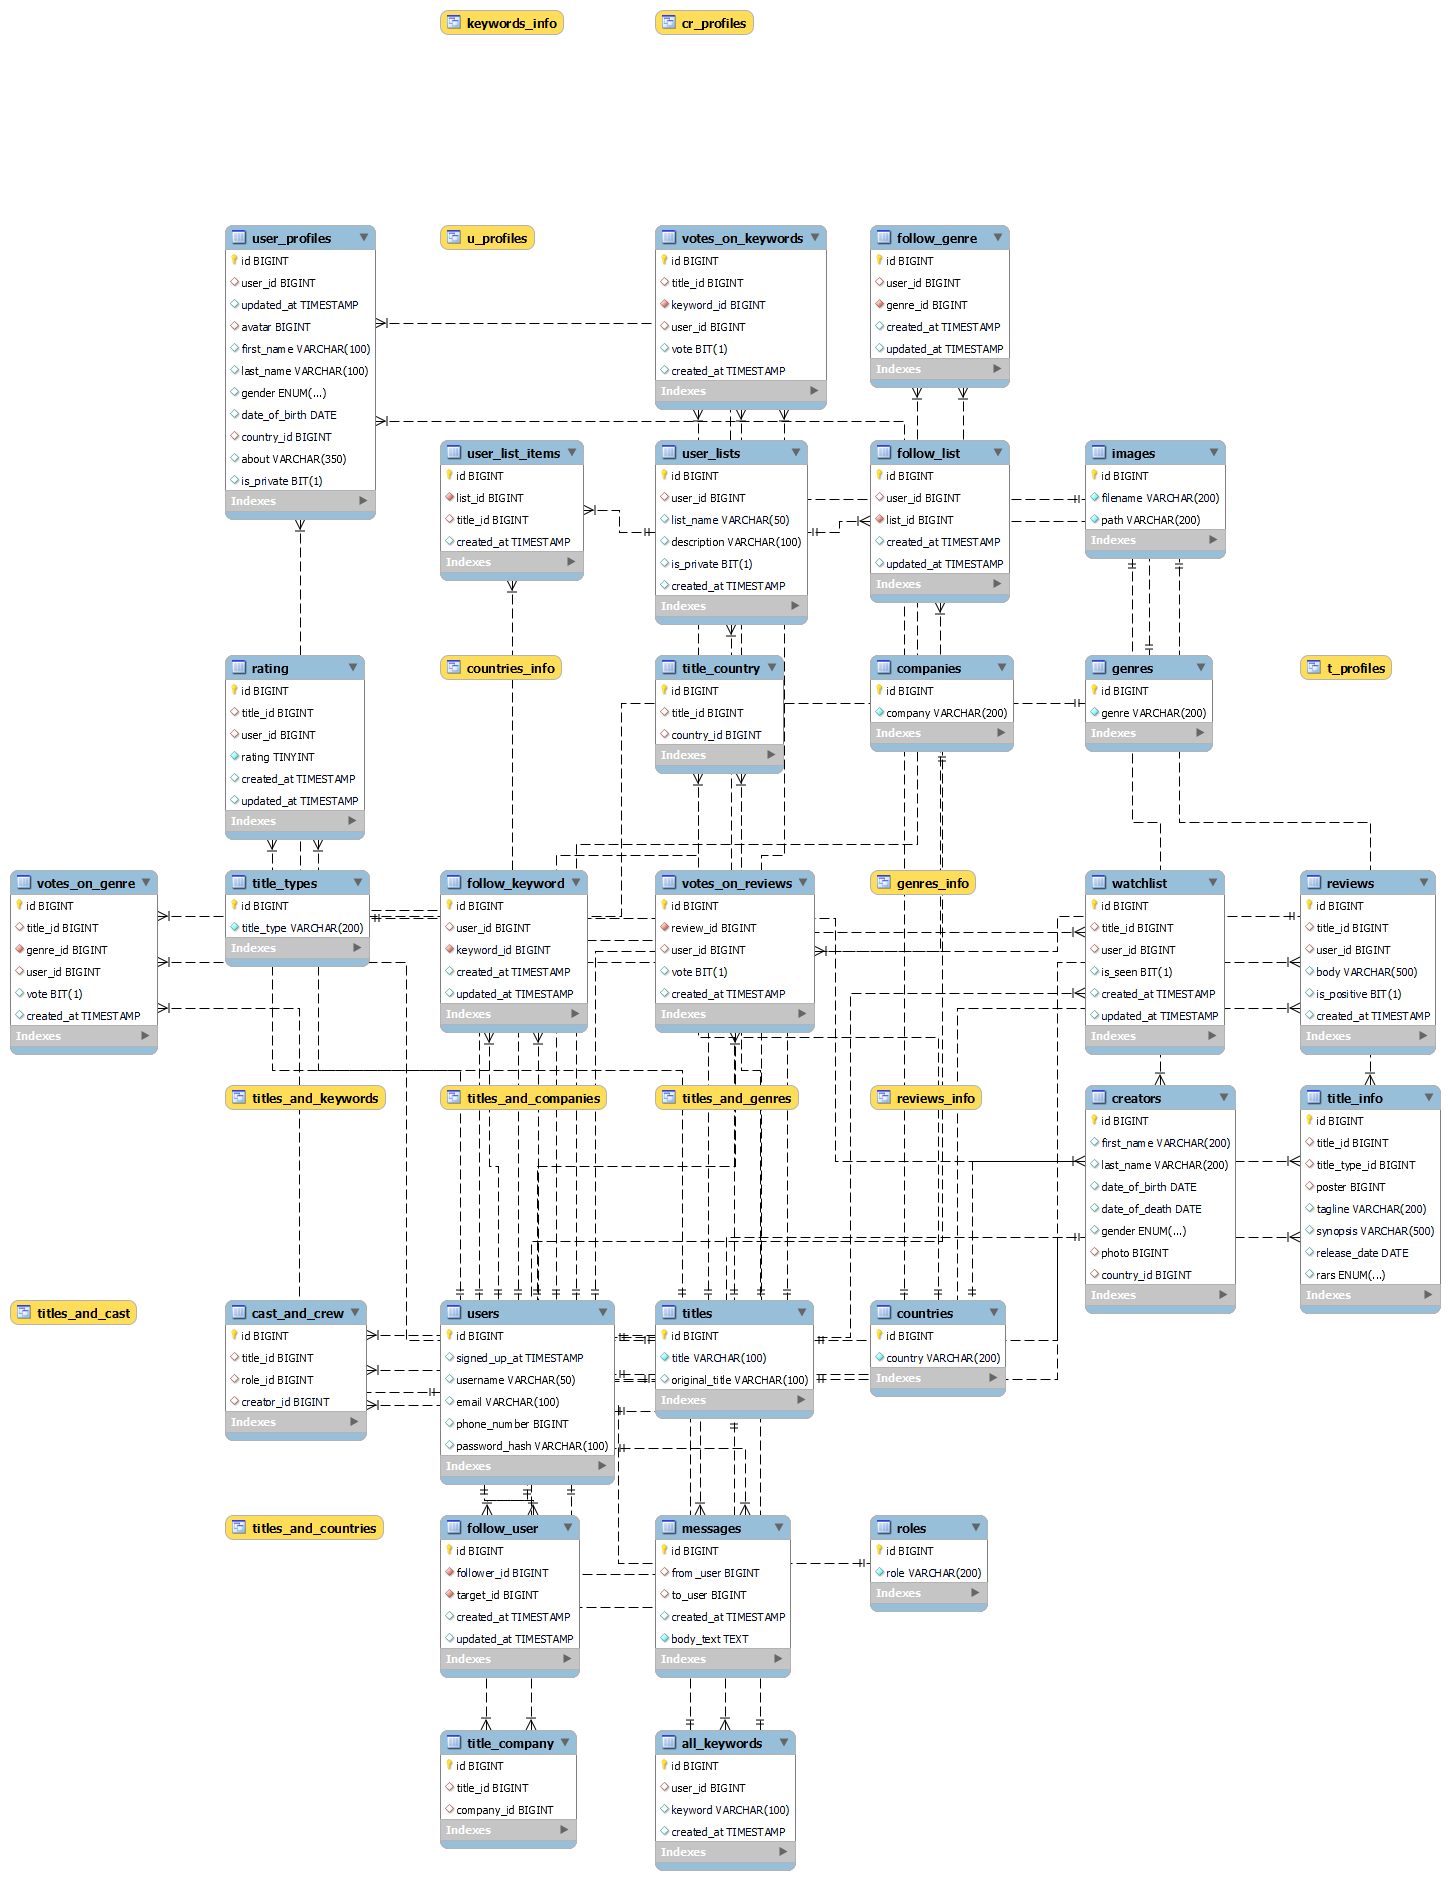 keywords_info
cr_profiles
user_profiles
id BIGINT
user_id BIGINT
updated_at TIMESTAMP
avatar BIGINT
first_name VARCHAR(100)
last_name VARCHAR(100)
gender ENUM(...)
date_of_birth DATE
country_id BIGINT
about VARCHAR(350)
is_private BIT(1)
Indexes
u_profiles
votes_on_keywords
id BIGINT
title_id BIGINT
keyword_id BIGINT
user_id BIGINT
vote BIT(1)
created_at TIMESTAMP
Indexes
follow_genre
id BIGINT
user_id BIGINT
genre_id BIGINT
created_at TIMESTAMP
updated_at TIMESTAMP
Indexes
user_list_items
id BIGINT
list_id BIGINT
title_id BIGINT
created_at TIMESTAMP
Indexes
user_lists
id BIGINT
user_id BIGINT
list_name VARCHAR(50)
description VARCHAR(100)
is_private BIT(1)
created_at TIMESTAMP
Indexes
follow_list
id BIGINT
user_id BIGINT
list_id BIGINT
created_at TIMESTAMP
updated_at TIMESTAMP
Indexes
images
id BIGINT
filename VARCHAR(200)
path VARCHAR(200)
Indexes
rating
id BIGINT
title_id BIGINT
user_id BIGINT
rating TINYINT
created_at TIMESTAMP
updated_at TIMESTAMP
Indexes
countries_info
title_country
id BIGINT
title_id BIGINT
country_id BIGINT
Indexes
companies
id BIGINT
company VARCHAR(200)
Indexes
genres
id BIGINT
genre VARCHAR(200)
Indexes
t_profiles
votes_on_genre
id BIGINT
title_id BIGINT
genre_id BIGINT
user_id BIGINT
vote BIT(1)
created_at TIMESTAMP
Indexes
title_types
id BIGINT
title_type VARCHAR(200)
Indexes
follow_keyword
id BIGINT
user_id BIGINT
keyword_id BIGINT
created_at TIMESTAMP
updated_at TIMESTAMP
Indexes
votes_on_reviews
id BIGINT
review_id BIGINT
user_id BIGINT
vote BIT(1)
created_at TIMESTAMP
Indexes
genres_info
watchlist
id BIGINT
title_id BIGINT
user_id BIGINT
is_seen BIT(1)
created_at TIMESTAMP
updated_at TIMESTAMP
Indexes
reviews
id BIGINT
title_id BIGINT
user_id BIGINT
body VARCHAR(500)
is_positive BIT(1)
created_at TIMESTAMP
Indexes
titles_and_keywords
titles_and_companies
titles_and_genres
reviews_info
creators
id BIGINT
first_name VARCHAR(200)
last_name VARCHAR(200)
date_of_birth DATE
date_of_death DATE
gender ENUM(...)
photo BIGINT
country_id BIGINT
Indexes
title_info
id BIGINT
title_id BIGINT
title_type_id BIGINT
poster BIGINT
tagline VARCHAR(200)
synopsis VARCHAR(500)
release_date DATE
rars ENUM(...)
Indexes
titles_and_cast
cast_and_crew
id BIGINT
title_id BIGINT
role_id BIGINT
creator_id BIGINT
Indexes
users
id BIGINT
signed_up_at TIMESTAMP
username VARCHAR(50)
email VARCHAR(100)
phone_number BIGINT
password_hash VARCHAR(100)
Indexes
titles
id BIGINT
title VARCHAR(100)
original_title VARCHAR(100)
Indexes
countries
id BIGINT
country VARCHAR(200)
Indexes
titles_and_countries
follow_user
id BIGINT
follower_id BIGINT
target_id BIGINT
created_at TIMESTAMP
updated_at TIMESTAMP
Indexes
messages
id BIGINT
from_user BIGINT
to_user BIGINT
created_at TIMESTAMP
body_text TEXT
Indexes
roles
id BIGINT
role VARCHAR(200)
Indexes
title_company
id BIGINT
title_id BIGINT
company_id BIGINT
Indexes
all_keywords
id BIGINT
user_id BIGINT
keyword VARCHAR(100)
created_at TIMESTAMP
Indexes